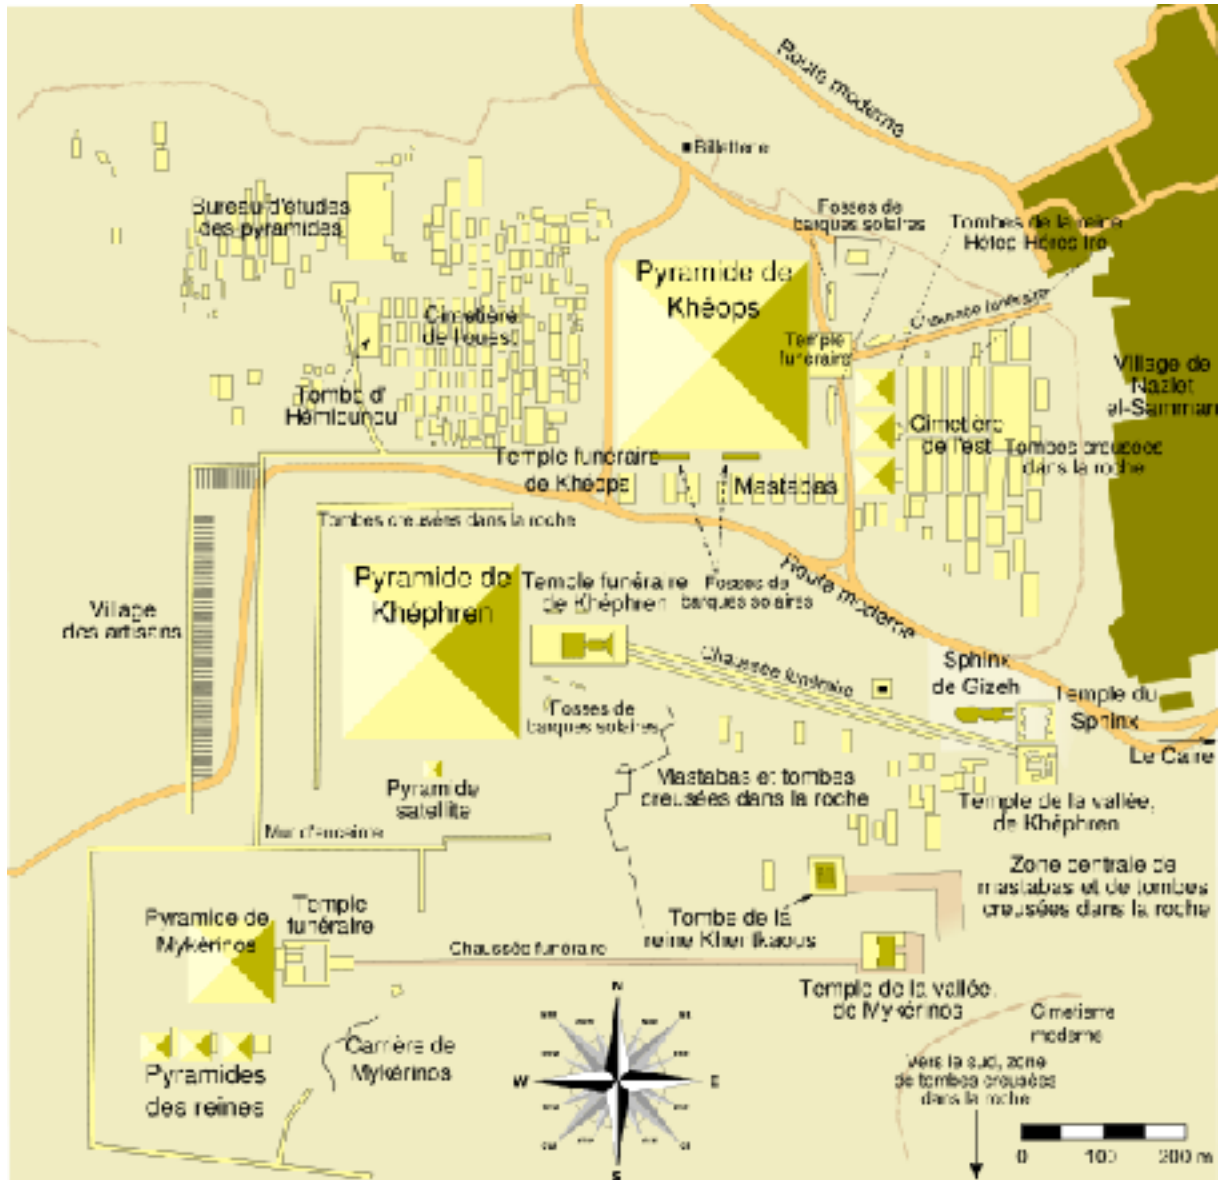 Route moderne
Billetterie
Bureau d'études
des pyramides
Fosses de
barques solaires
Tombes de la reine
Hétep-Hérès Ire
Pyramide de
Khéops
Chaussée funéraire
Cimetière
de l'ouest
Temple
funéraire
Village de
Nazlet
el-Samman
Tombe d'
Hémiounou
Cimetière
de l'est
Tombes creusées
dans la roche
Temple funéraire
de Khéops
Mastabas
Tombes creusées dans la roche
Route moderne
Pyramide de
Khéphren
Temple funéraire
de Khéphren
Fosses de
barques solaires
Village
des artisans
Chaussée funéraire
Sphinx
de Gizeh
Temple du
Sphinx
Fosses de
barques solaires
Le Caire
Pyramide
satellite
Mastabas et tombes
creusées dans la roche
Temple de la vallée,
de Khéphren
Mur d'enceinte
Zone centrale de
mastabas et de tombes
creusées dans la roche
Pyramide de
Mykérinos
Temple
funéraire
Tombe de la
reine Khentkaous
Chaussée funéraire
Temple de la vallée,
de Mykérinos
Cimetierre
moderne
Carrière de
Mykérinos
Pyramides
des reines
N
W
E
S
Vers le sud, zone
de tombes creusées
dans la roche
0 100 200 m